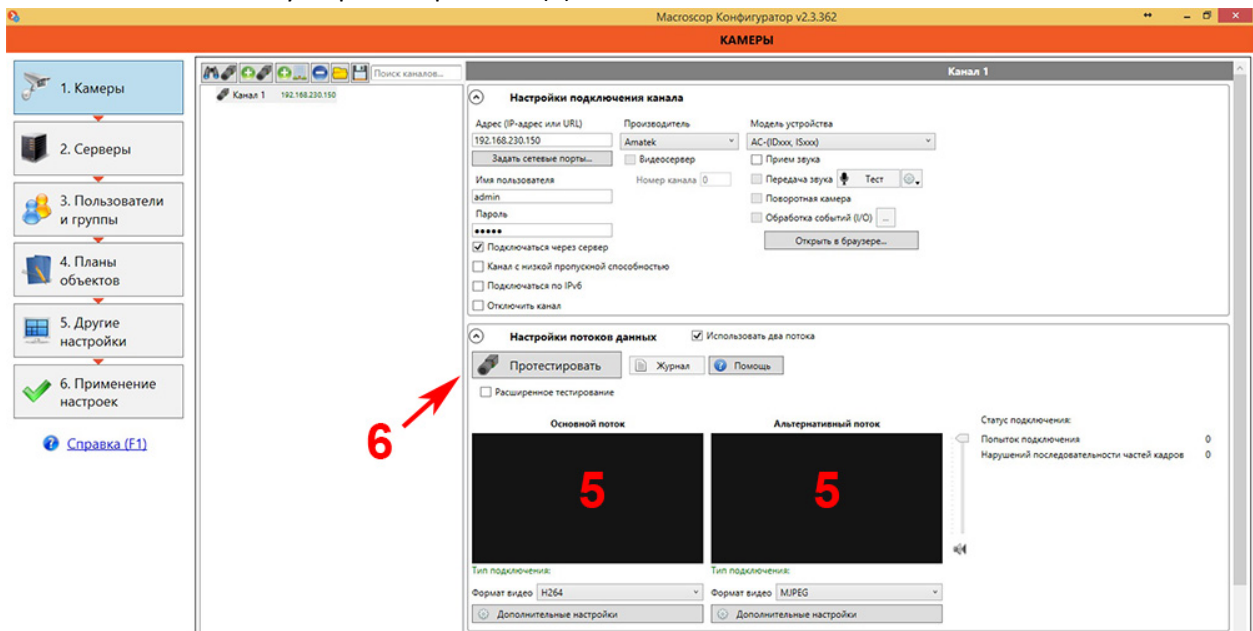 Macroscop Конфигуратор v2.3.362
КАМЕРЫ
1. Камеры
2. Серверы
3. Пользователи
и группы
4. Планы
объектов
5. Другие
настройки
6. Применение
настроек
Справка (F1)
Поиск каналов...
Канал 1 192.168.230.150
Канал 1
Настройки подключения канала
Адрес (IP-адрес или URL) Производитель Модель устройства
192.168.230.150 Amatek AC-(IDxxx, ISxxx)
Задать сетевые порты... Видеосервер Прием звука
Имя пользователя Номер канала 0 Передача звука Тест
admin Поворотная камера
Пароль Обработка событий (I/O) ...
•••••
Открыть в браузере...
Подключаться через сервер
Канал с низкой пропускной способностью
Подключаться по IPv6
Отключить канал
Настройки потоков данных Использовать два потока
Протестировать Журнал Помощь
Расширенное тестирование
6
Основной поток Альтернативный поток Статус подключения:
Попыток подключения 0
Нарушений последовательности частей кадров 0
5 5
Тип подключения: Тип подключения:
Формат видео H264 Формат видео MJPEG
Дополнительные настройки Дополнительные настройки